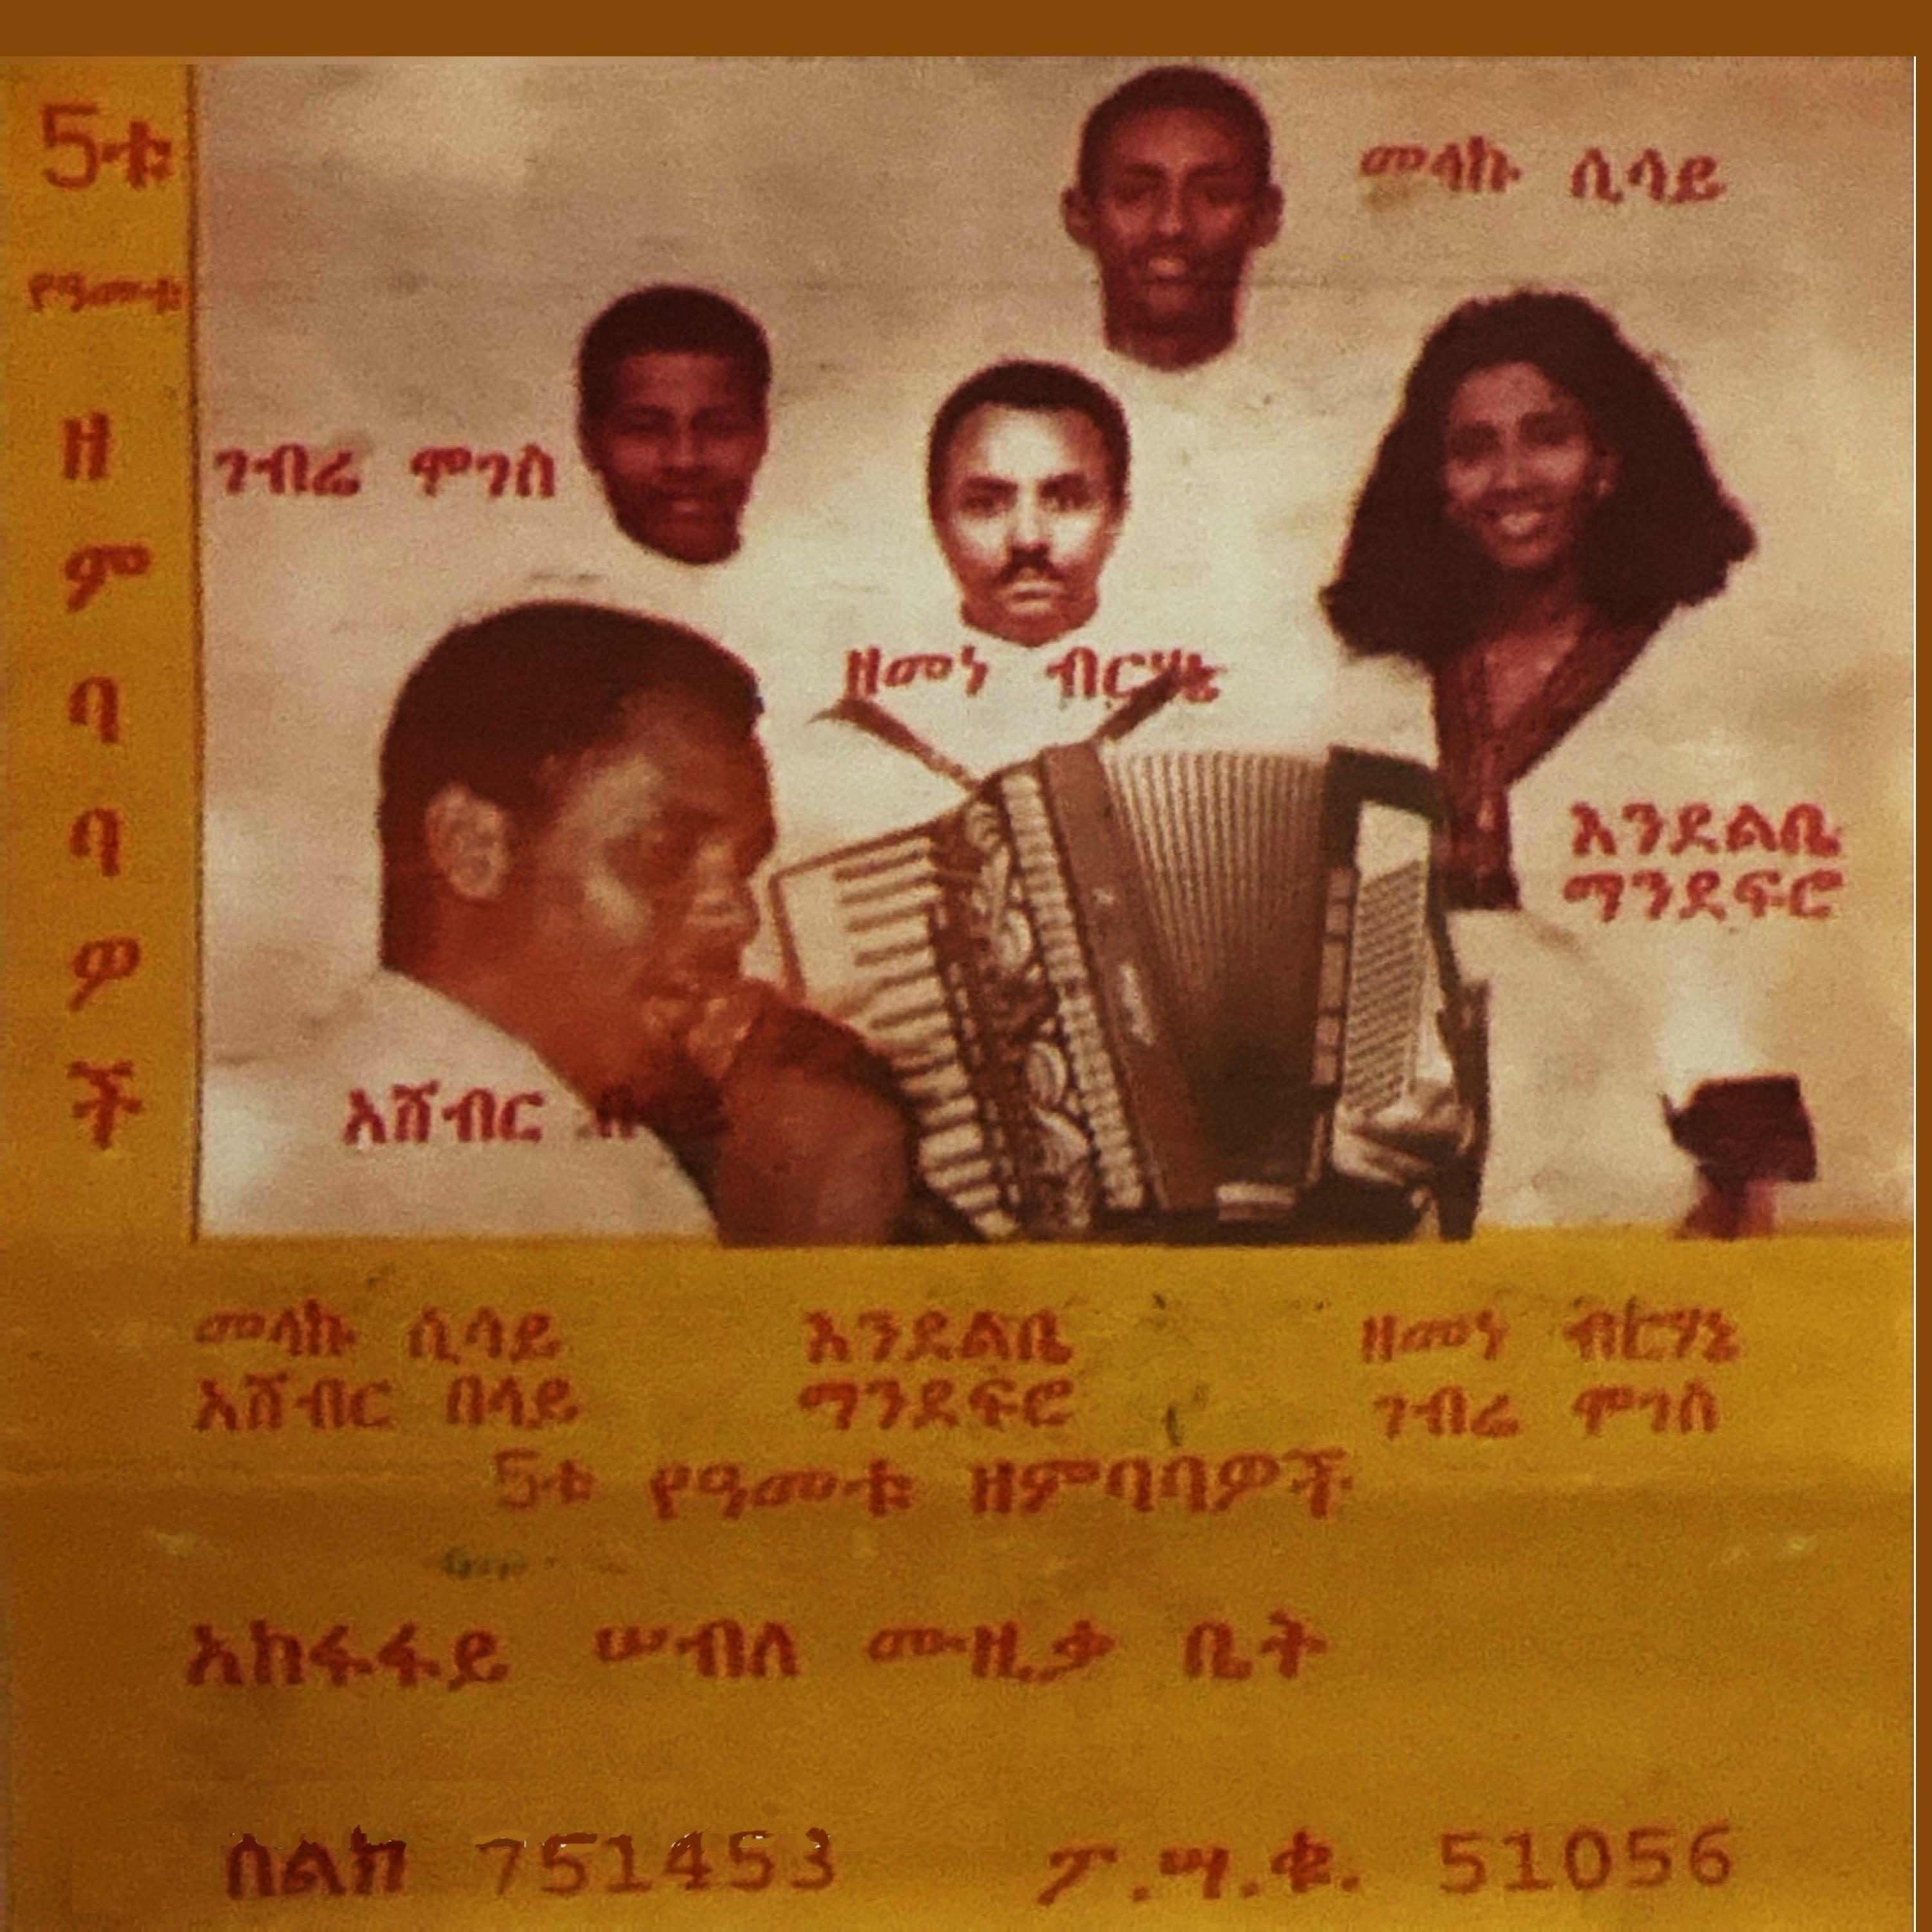 5ቱ
የዓመቱ
ዘ
ም
ባ
ባ
ዎ
ች
መላኩ ሲሳይ
ገብሬ ሞገስ
ዘመነ ብርሃኔ
እንደልቤ
ማንደፍሮ
አሸብር
መላኩ ሲሳይ እንደልቤ ዘመነ ብርሃኔ
አሸብር በላይ ማንደፍሮ ገብሬ ሞገስ
5ቱ የዓመቱ ዘምባባዎች
አከፋፋይ ሠብለ ሙዚቃ ቤት
ስልክ 751453 ፖ.ሣ.ቁ. 51056